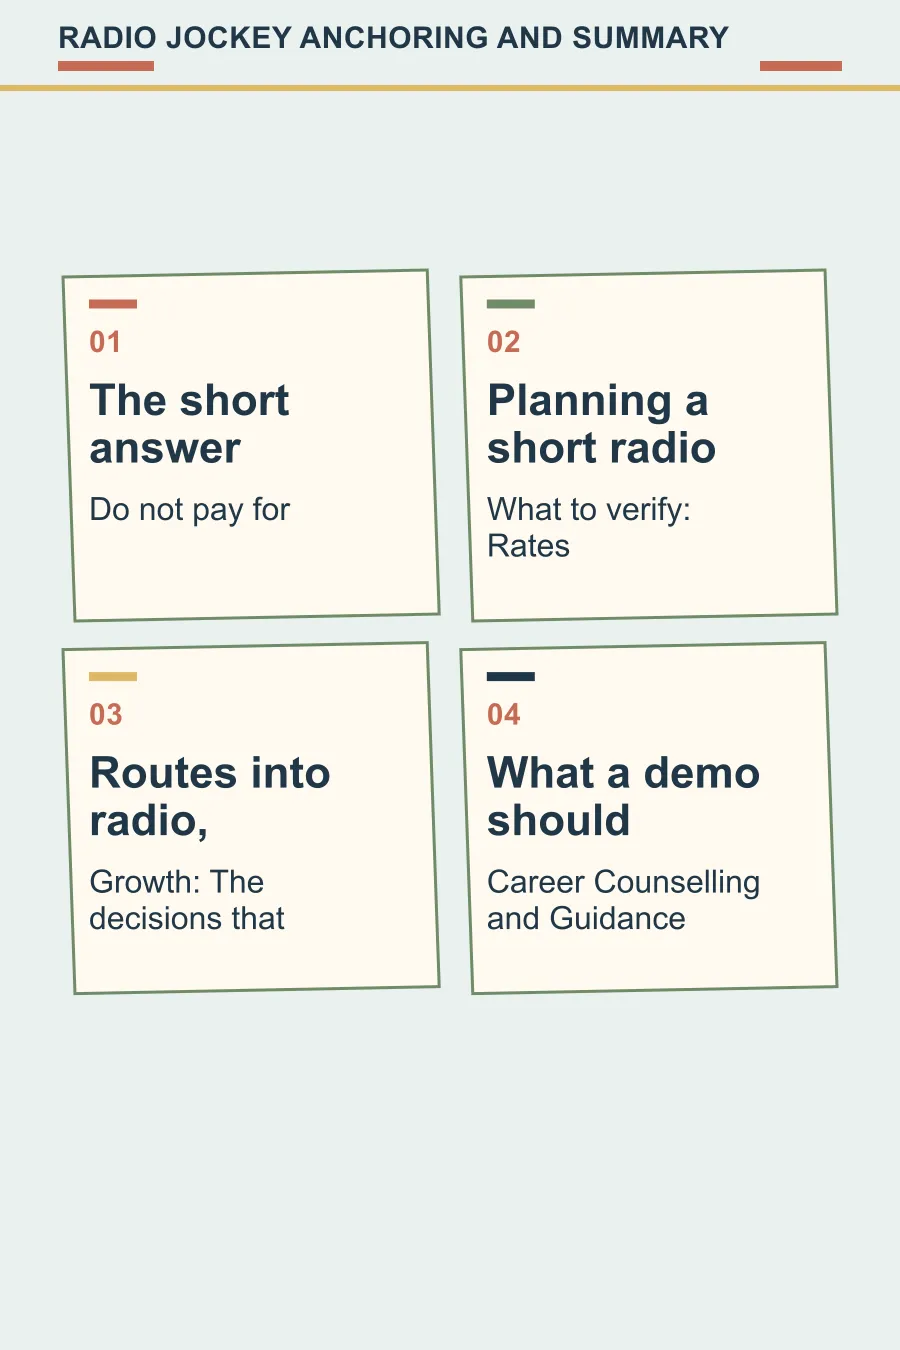 RADIO JOCKEY ANCHORING AND SUMMARY
01
The short
answer
Do not pay for
02
Planning a
short radio
What to verify:
Rates
03
Routes into
radio,
Growth: The
decisions that
04
What a demo
should
Career Counselling
and Guidance